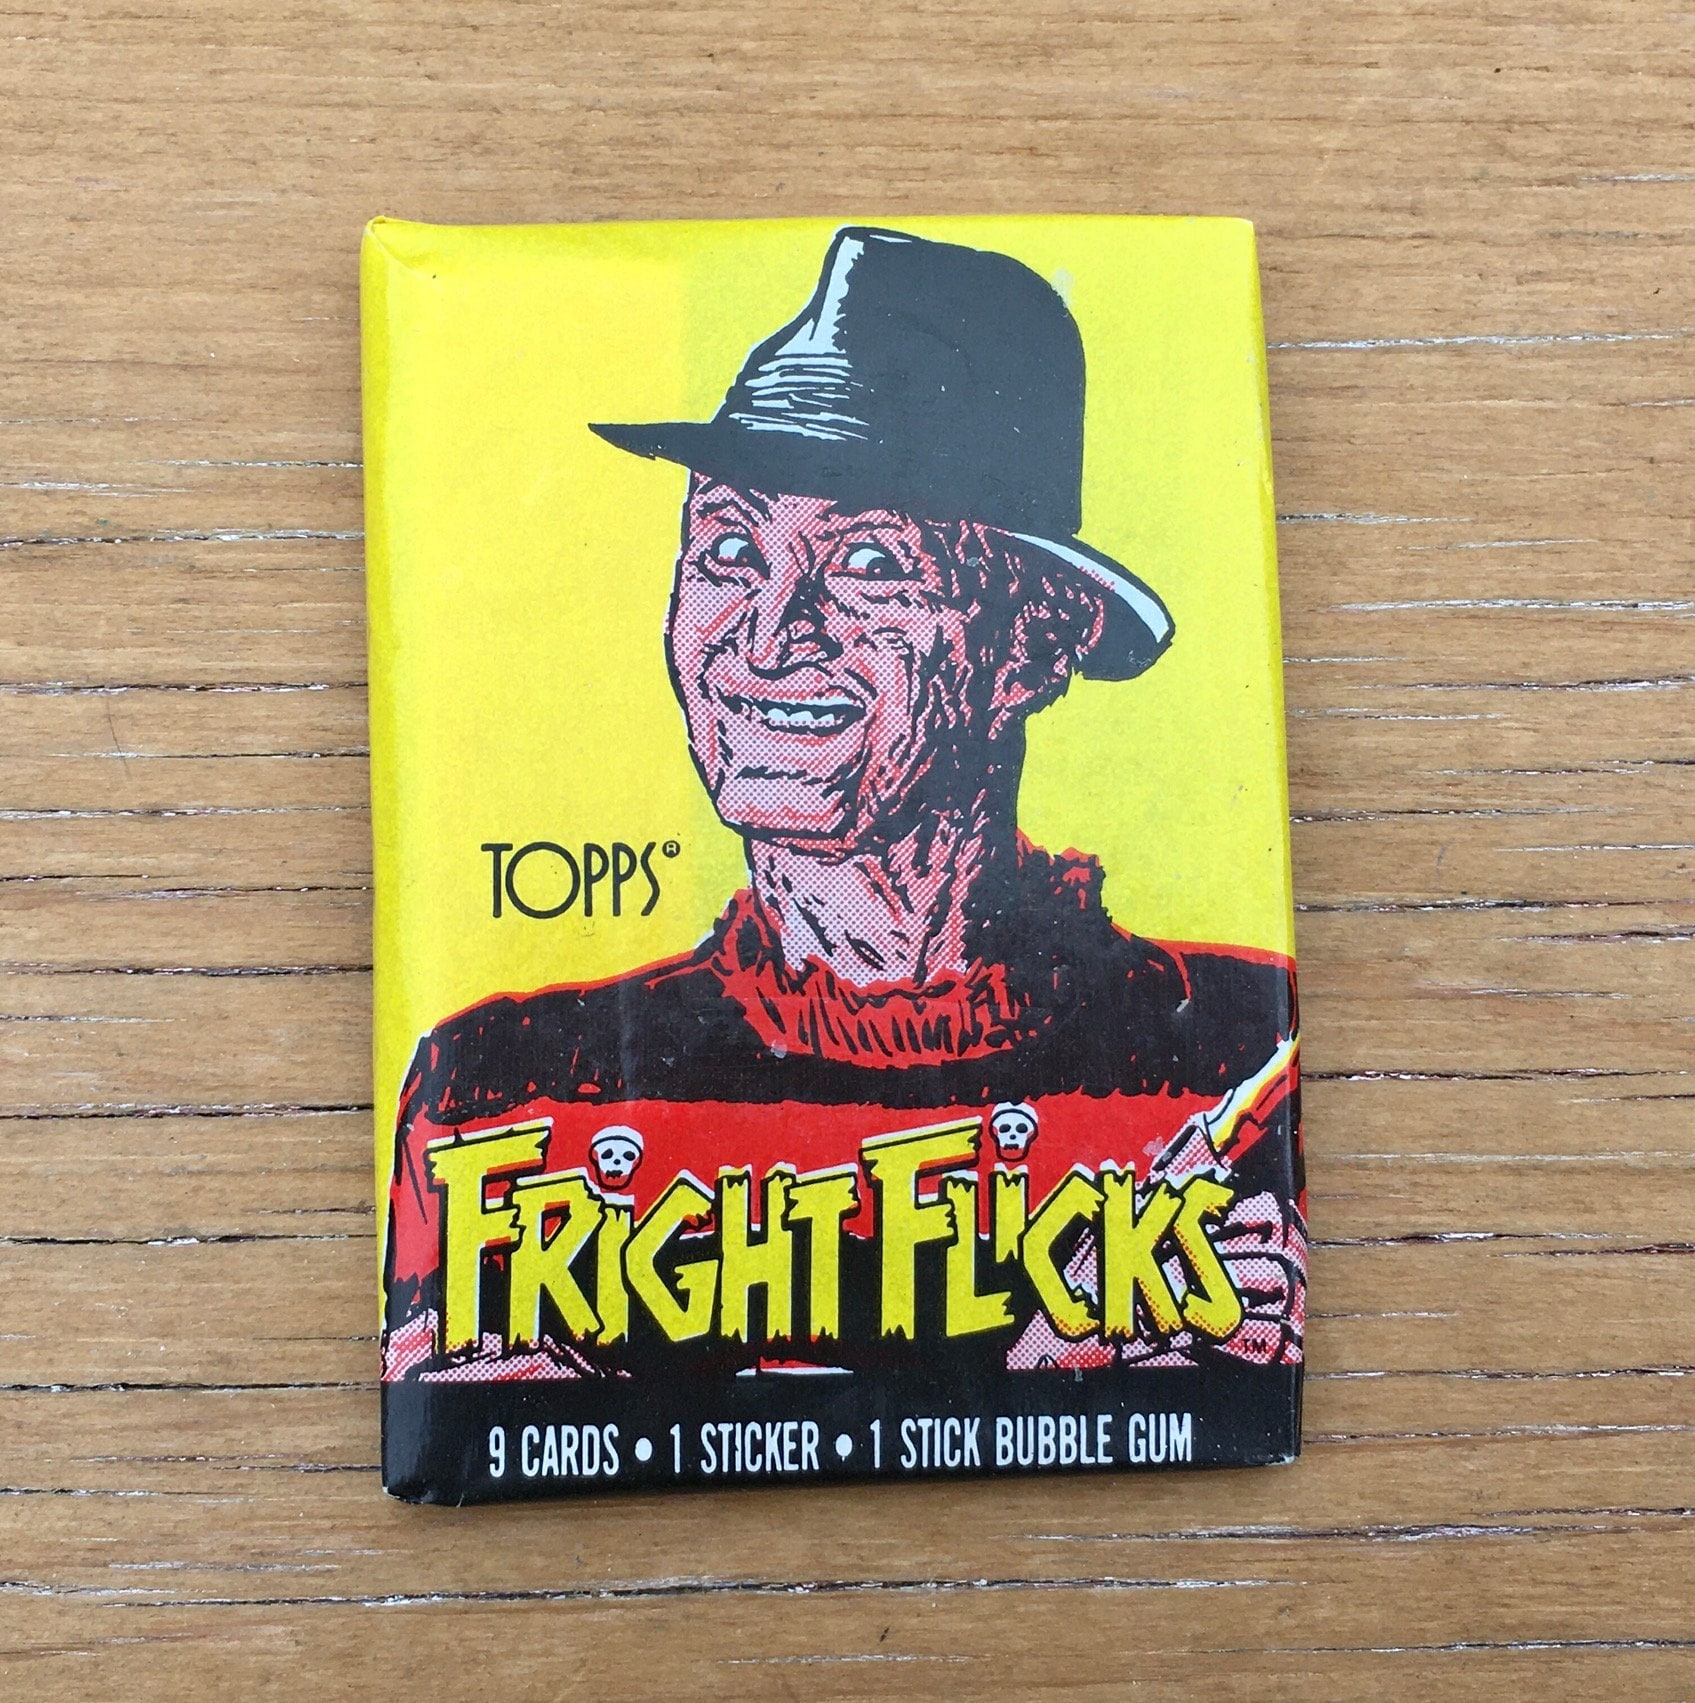 TOPPS®
FRIGHT FLICKS
TM
9 CARDS • 1 STICKER • 1 STICK BUBBLE GUM